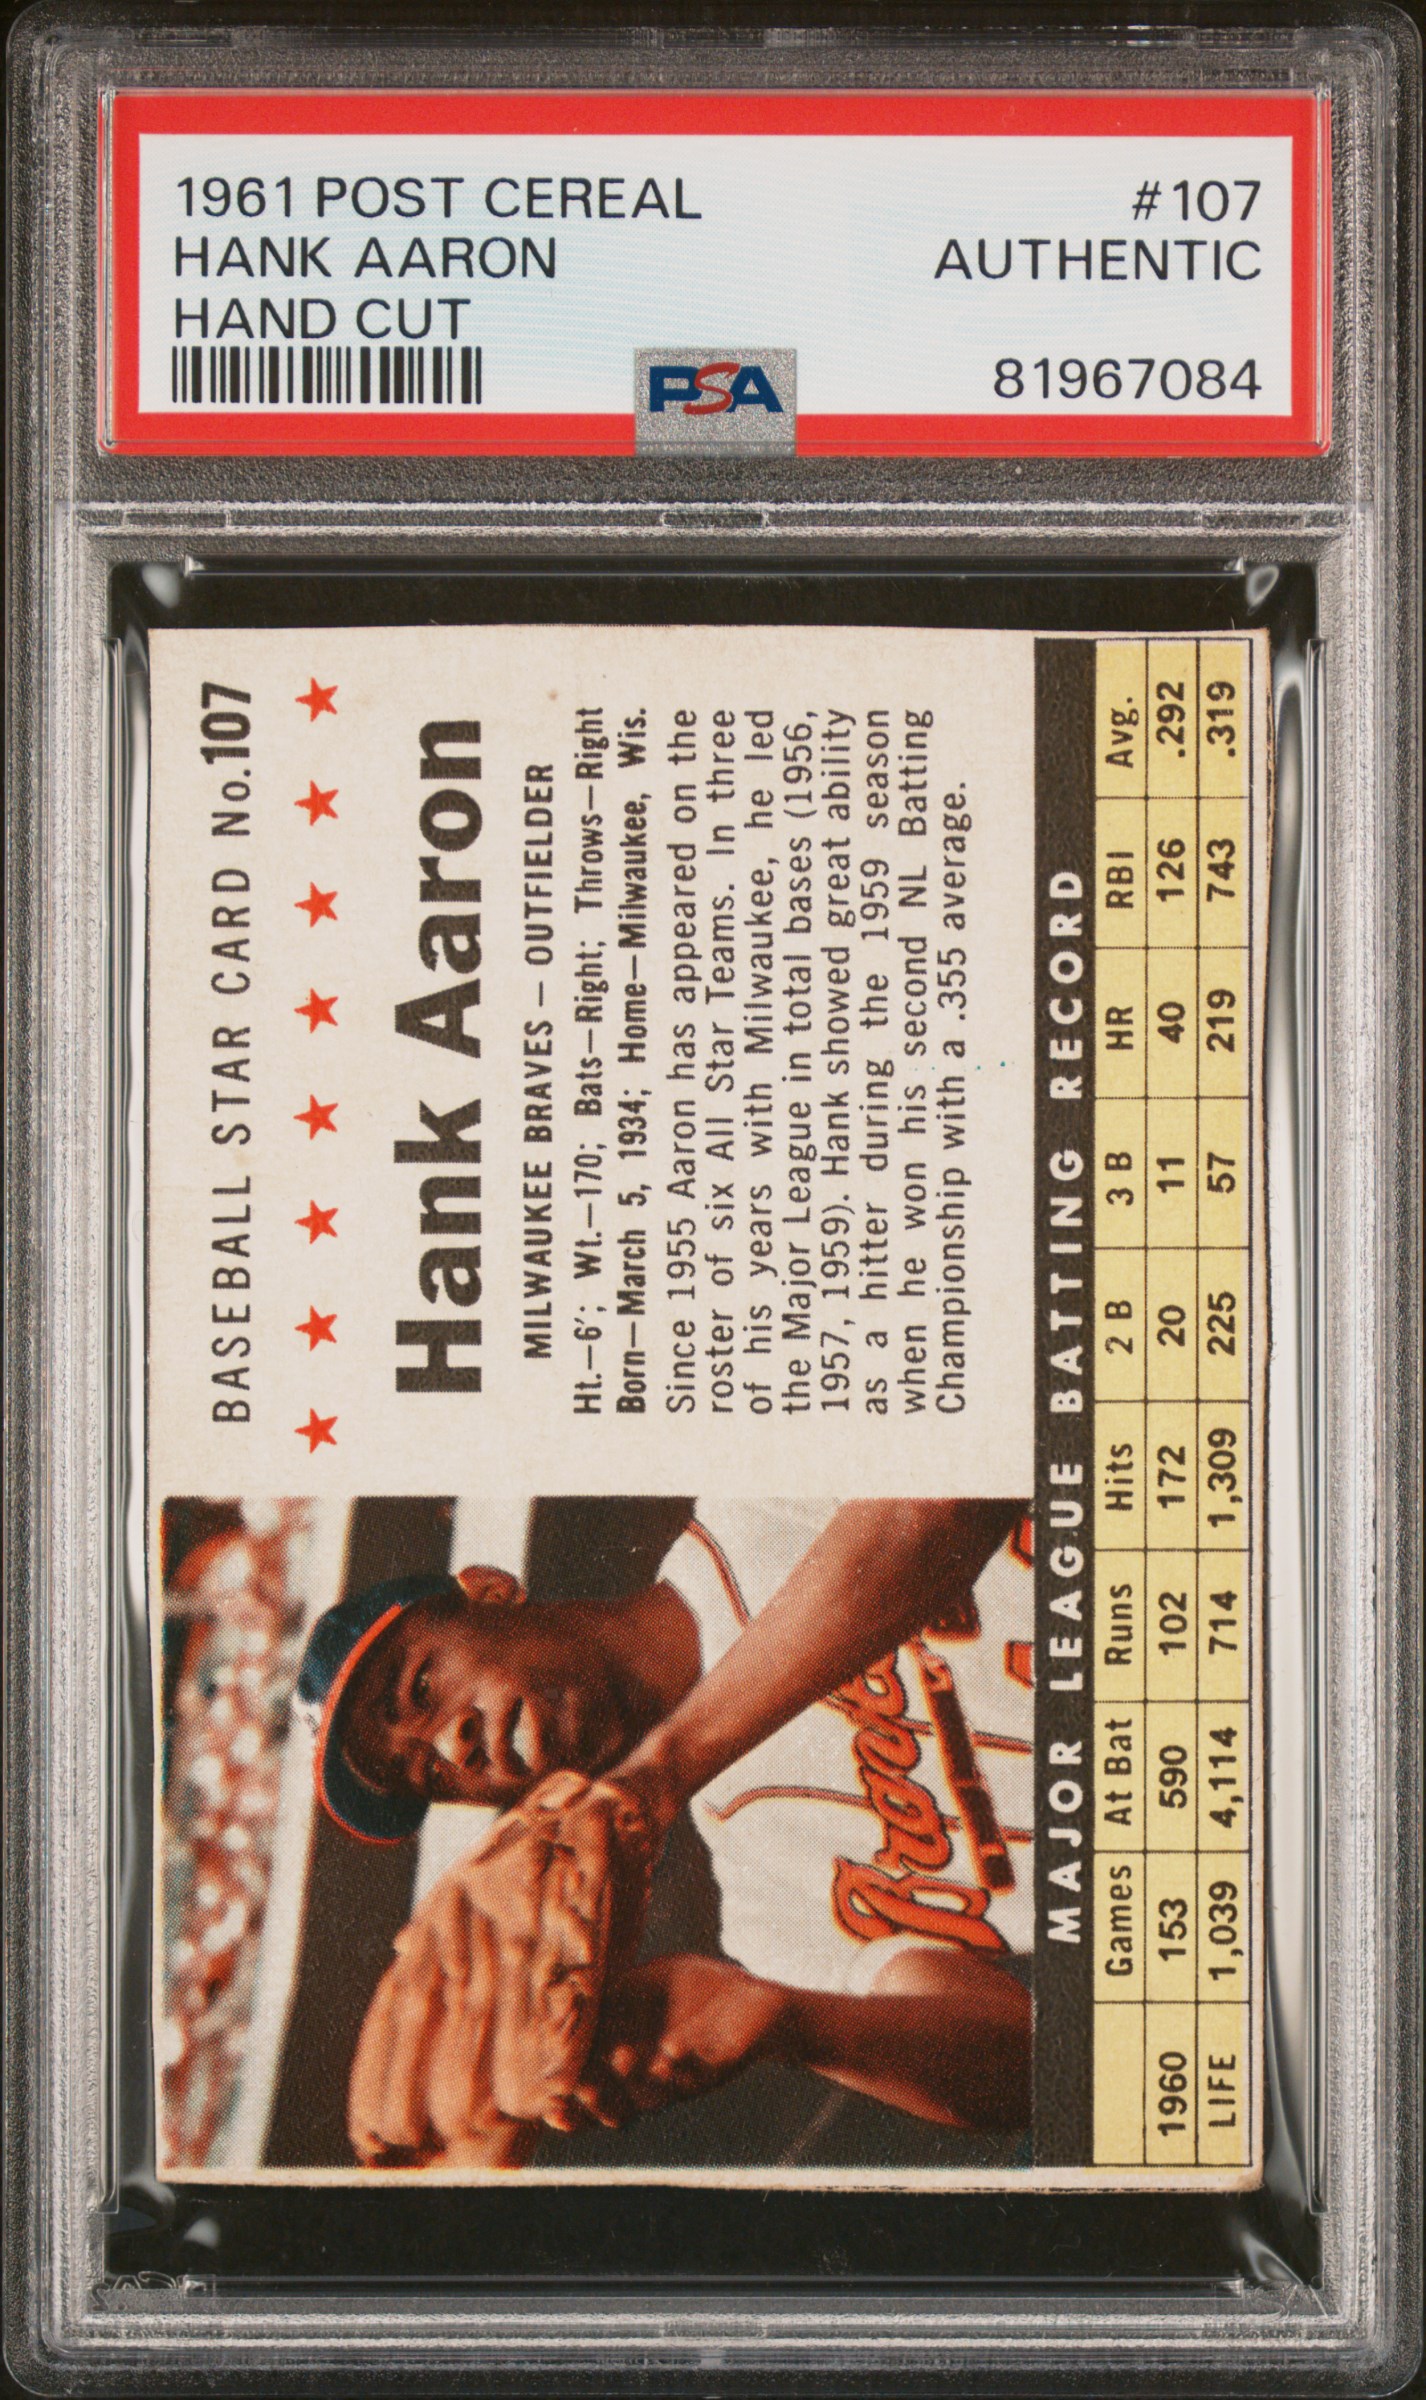 1961 POST CEREAL #107
HANK AARON AUTHENTIC
HAND CUT
81967084
PSA
BASEBALL STAR CARD No. 107
Hank Aaron
MILWAUKEE BRAVES – OUTFIELDER
Ht.–6'; Wt.–170; Bats–Right; Throws–Right
Born–March 5, 1934; Home–Milwaukee, Wis.
Since 1955 Aaron has appeared on the
roster of six All Star Teams. In three
of his years with Milwaukee, he led
the Major League in total bases (1956,
1957, 1959). Hank showed great ability
as a hitter during the 1959 season
when he won his second NL Batting
Championship with a .355 average.
Braves
MAJOR LEAGUE BATTING RECORD
Games At Bat Runs Hits 2 B 3 B HR RBI Avg.
1960 153 590 102 172 20 11 40 126 .292
LIFE 1,039 4,114 714 1,309 225 57 219 743 .319